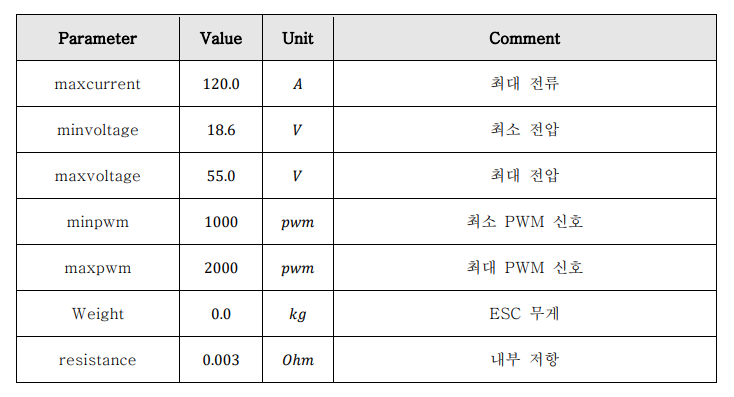 Parameter Value Unit Comment
maxcurrent 120.0 A 최대 전류
minvoltage 18.6 V 최소 전압
maxvoltage 55.0 V 최대 전압
minpwm 1000 pwm 최소 PWM 신호
maxpwm 2000 pwm 최대 PWM 신호
Weight 0.0 kg ESC 무게
resistance 0.003 Ohm 내부 저항